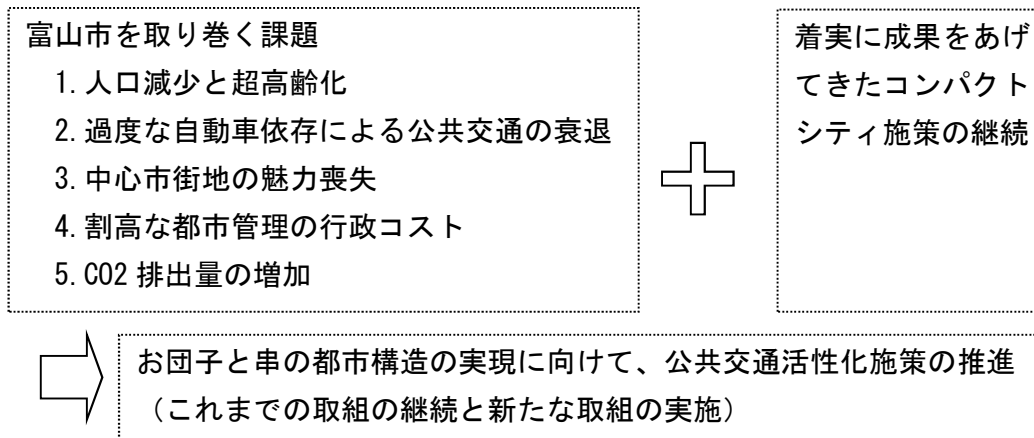 富山市を取り巻く課題
1. 人口減少と超高齢化
2. 過度な自動車依存による公共交通の衰退
3. 中心市街地の魅力喪失
4. 割高な都市管理の行政コスト
5. CO2 排出量の増加
着実に成果をあげ
てきたコンパクト
シティ施策の継続
お団子と串の都市構造の実現に向けて、公共交通活性化施策の推進
（これまでの取組の継続と新たな取組の実施）